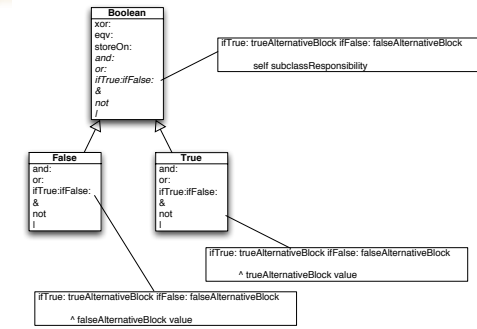 Boolean
xor:
eqv:
storeOn:
and:
or:
ifTrue:ifFalse:
&
not
|
ifTrue: trueAlternativeBlock ifFalse: falseAlternativeBlock
self subclassResponsibility
False
and:
or:
ifTrue:ifFalse:
&
not
|
True
and:
or:
ifTrue:ifFalse:
&
not
|
ifTrue: trueAlternativeBlock ifFalse: falseAlternativeBlock
^ trueAlternativeBlock value
ifTrue: trueAlternativeBlock ifFalse: falseAlternativeBlock
^ falseAlternativeBlock value